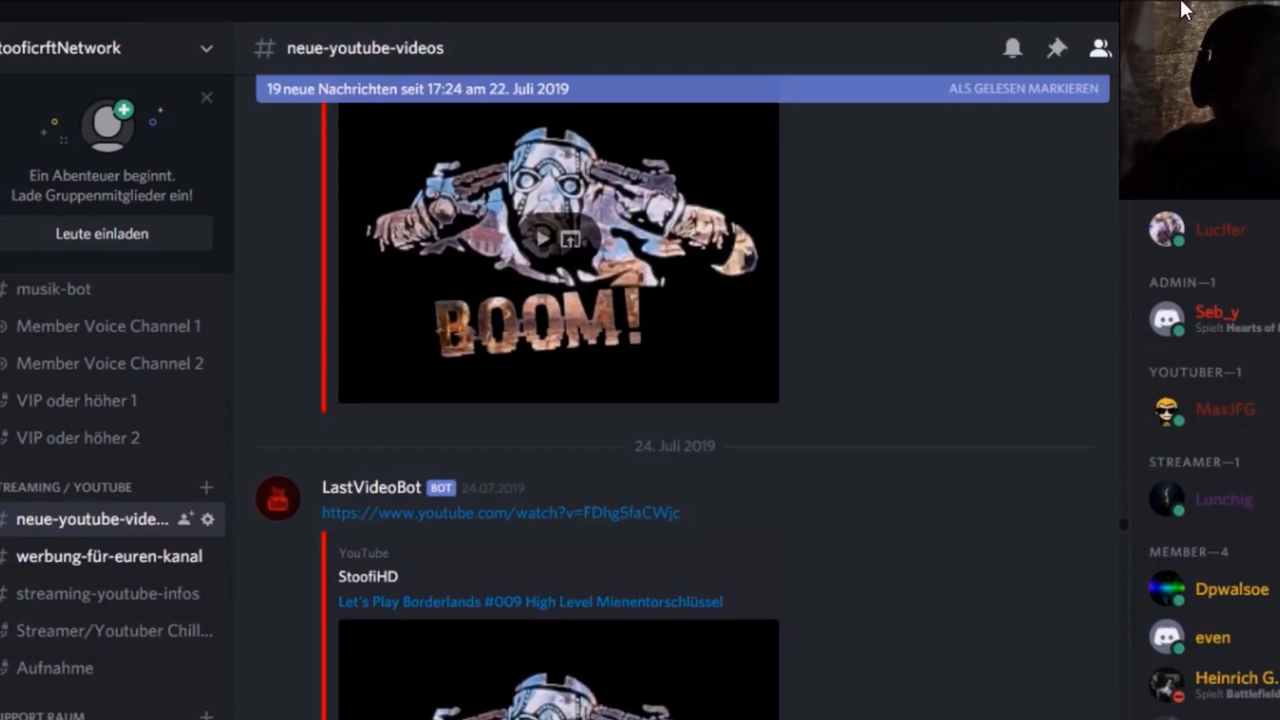 tooficrftNetwork
Ein Abenteuer beginnt.
Lade Gruppenmitglieder ein!
Leute einladen
# musik-bot
Member Voice Channel 1
Member Voice Channel 2
VIP oder höher 1
VIP oder höher 2
TREAMING / YOUTUBE
# neue-youtube-vide...
# werbung-für-euren-kanal
# streaming-youtube-infos
Streamer/Youtuber Chill...
Aufnahme
UPPORT RAUM
# neue-youtube-videos
19 neue Nachrichten seit 17:24 am 22. Juli 2019 ALS GELESEN MARKIEREN
BOOM!
24. Juli 2019
LastVideoBot BOT 24.07.2019
https://www.youtube.com/watch?v=FDhg5faCWjc
YouTube
StoofiHD
Let's Play Borderlands #009 High Level Mienentorschlüssel
Lucifer
ADMIN—1
Seb_y
Spielt Hearts of I
YOUTUBER—1
MaxJFG
STREAMER—1
Lunchig
MEMBER—4
Dpwalsoe
even
Heinrich G.
Spielt Battlefield